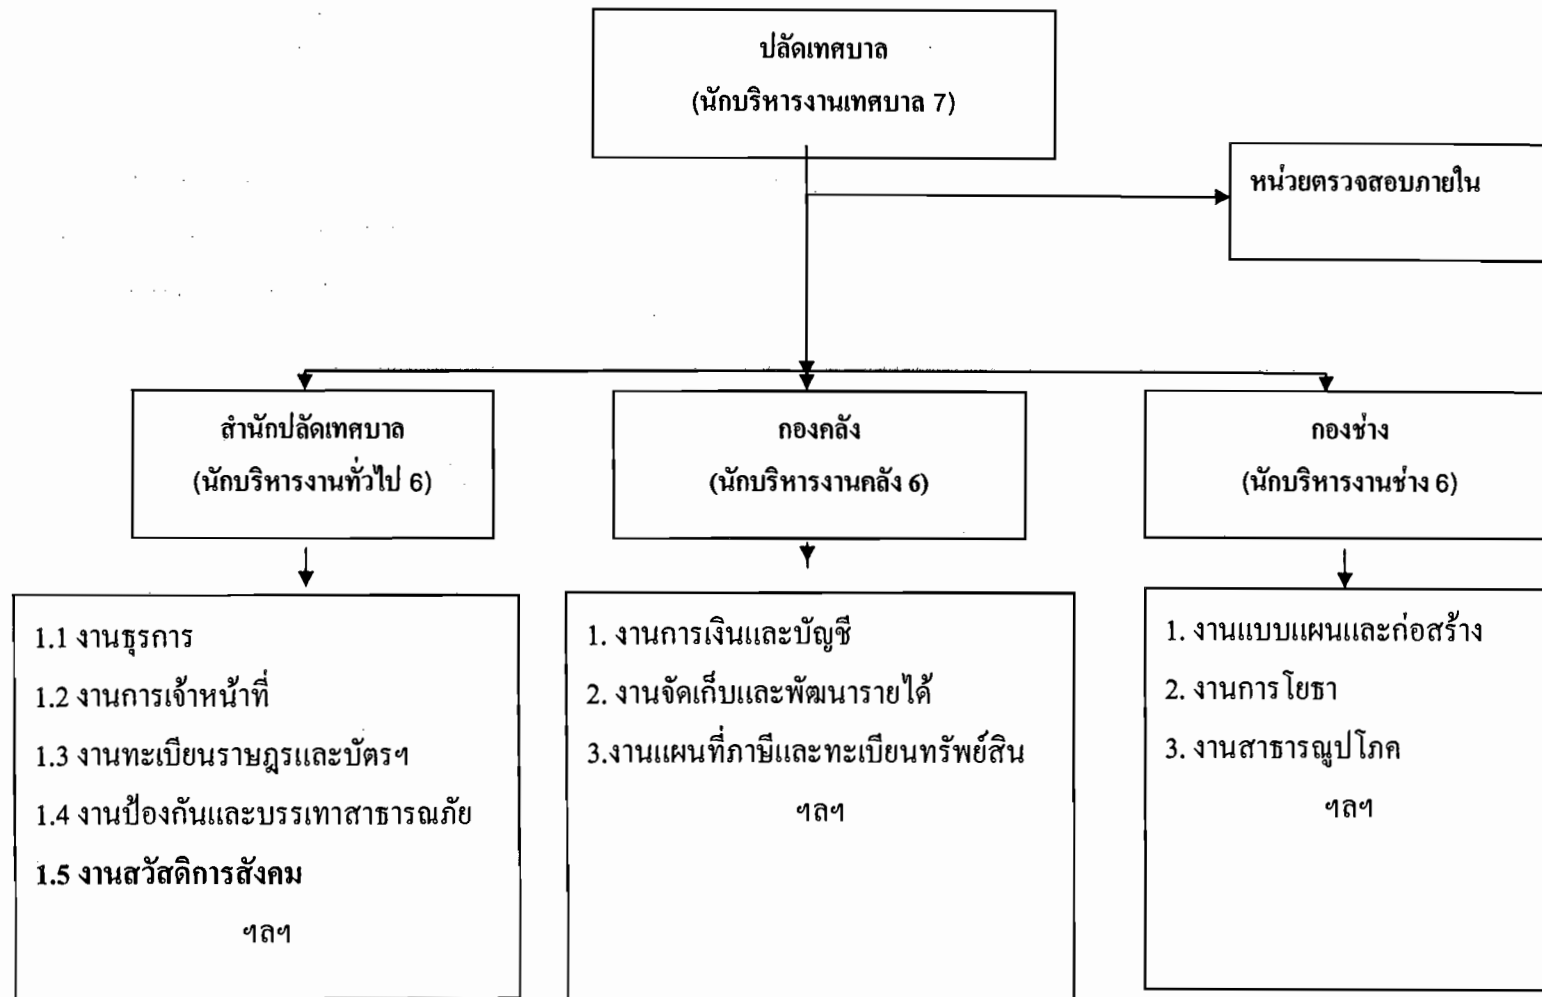 ปลัดเทศบาล
(นักบริหารงานเทศบาล 7)
หน่วยตรวจสอบภายใน
สำนักปลัดเทศบาล
(นักบริหารงานทั่วไป 6)
กองคลัง
(นักบริหารงานคลัง 6)
กองช่าง
(นักบริหารงานช่าง 6)
1.1 งานธุรการ
1.2 งานการเจ้าหน้าที่
1.3 งานทะเบียนราษฎรและบัตรฯ
1.4 งานป้องกันและบรรเทาสาธารณภัย
1.5 งานสวัสดิการสังคม
ฯลฯ
1. งานการเงินและบัญชี
2. งานจัดเก็บและพัฒนารายได้
3.งานแผนที่ภาษีและทะเบียนทรัพย์สิน
ฯลฯ
1. งานแบบแผนและก่อสร้าง
2. งานการโยธา
3. งานสาธารณูปโภค
ฯลฯ